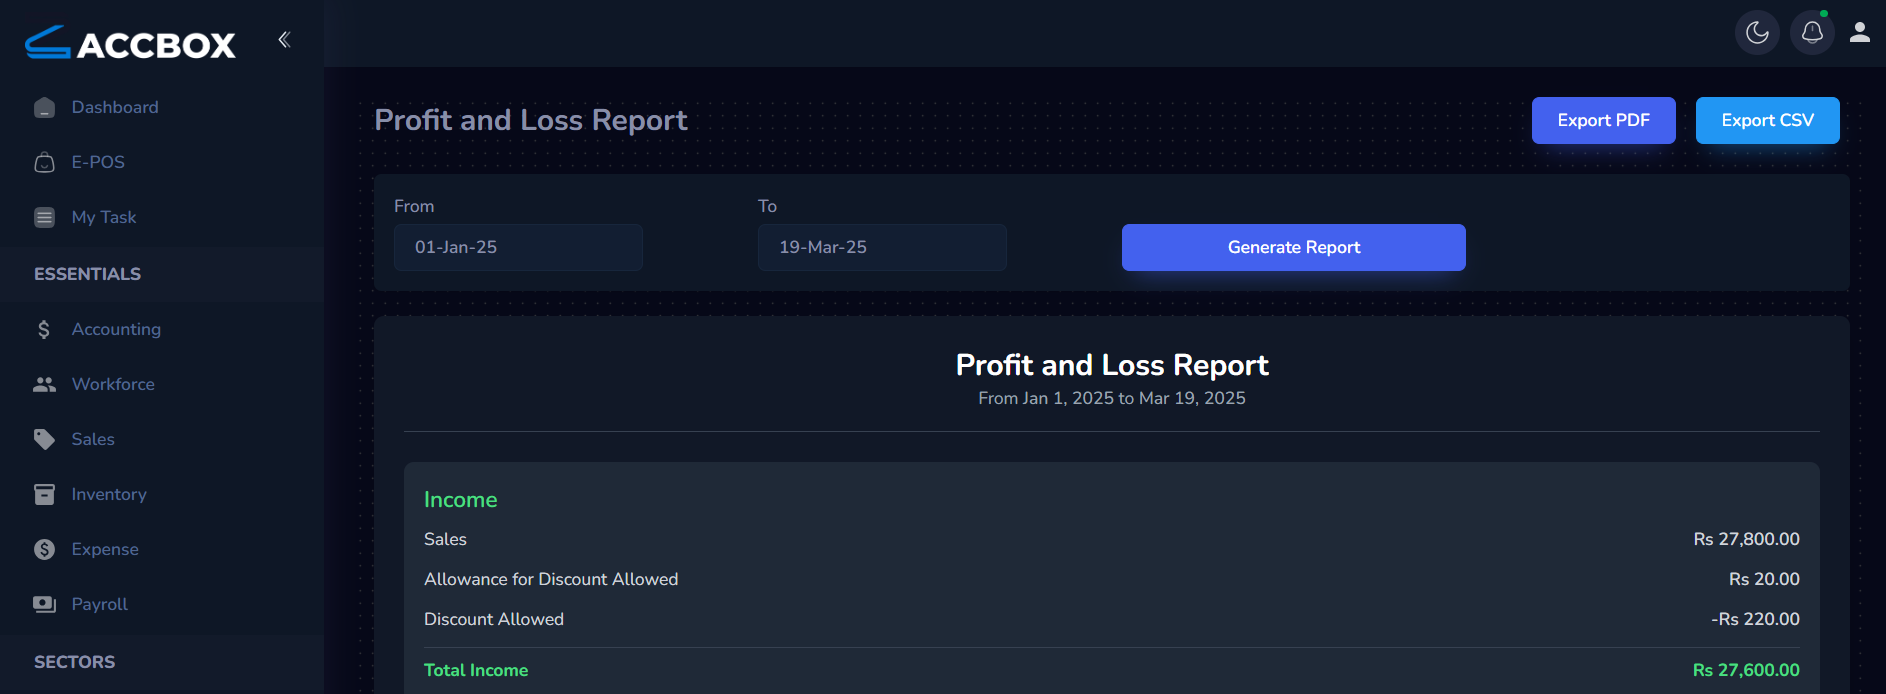 ACCBOX
Dashboard
E-POS
My Task
ESSENTIALS
Accounting
Workforce
Sales
Inventory
Expense
Payroll
SECTORS
Profit and Loss Report
Export PDF
Export CSV
From
To
01-Jan-25
19-Mar-25
Generate Report
Profit and Loss Report
From Jan 1, 2025 to Mar 19, 2025
Income
Sales Rs 27,800.00
Allowance for Discount Allowed Rs 20.00
Discount Allowed -Rs 220.00
Total Income Rs 27,600.00